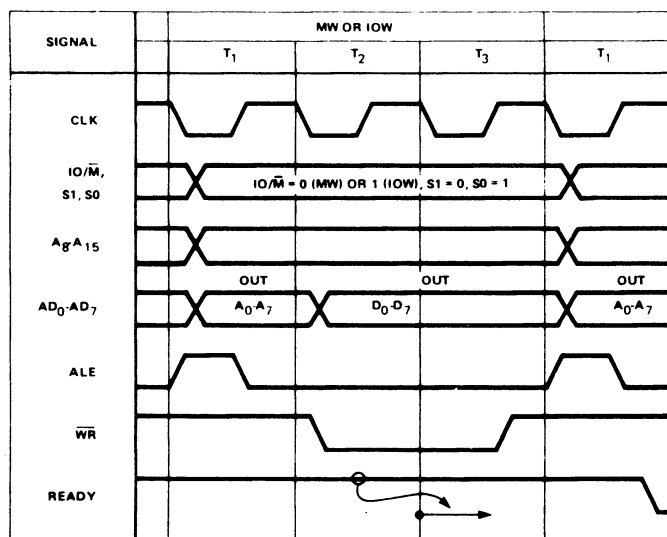 SIGNAL
MW OR IOW
T1 T2 T3 T1
CLK
IO/M̅,
S1, S0
IO/M̅ = 0 (MW) OR 1 (IOW), S1 = 0, S0 = 1
A8-A15
OUT OUT OUT
AD0-AD7
A0-A7 D0-D7 A0-A7
ALE
W̅R̅
READY